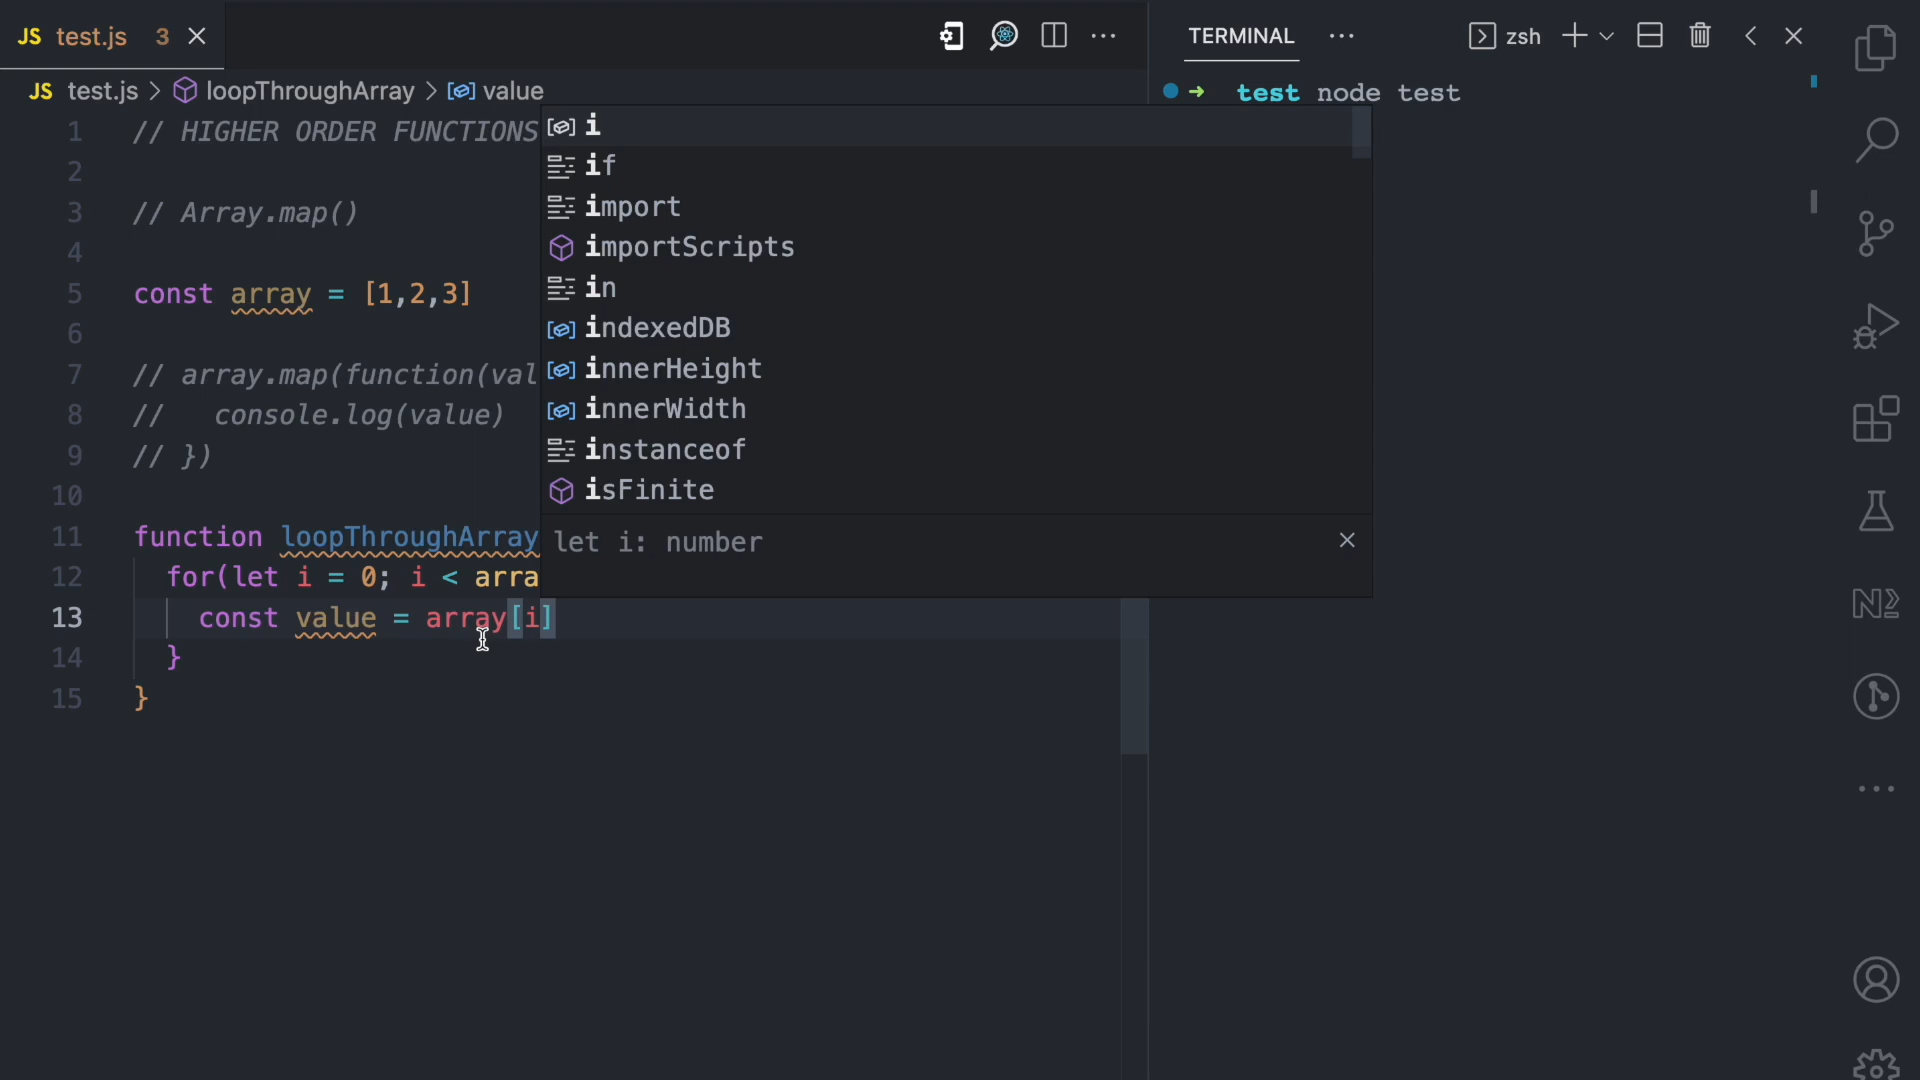 JS test.js 3
TERMINAL
zsh
JS test.js > loopThroughArray > value
test node test
1 // HIGHER ORDER FUNCTIONS
2
3 // Array.map()
4
5 const array = [1,2,3]
6
7 // array.map(function(val
8 // console.log(value)
9 // })
10
11 function loopThroughArray
12 for(let i = 0; i < arra
13 const value = array[i]
14 }
15 }
i
if
import
importScripts
in
indexedDB
innerHeight
innerWidth
instanceof
isFinite
let i: number